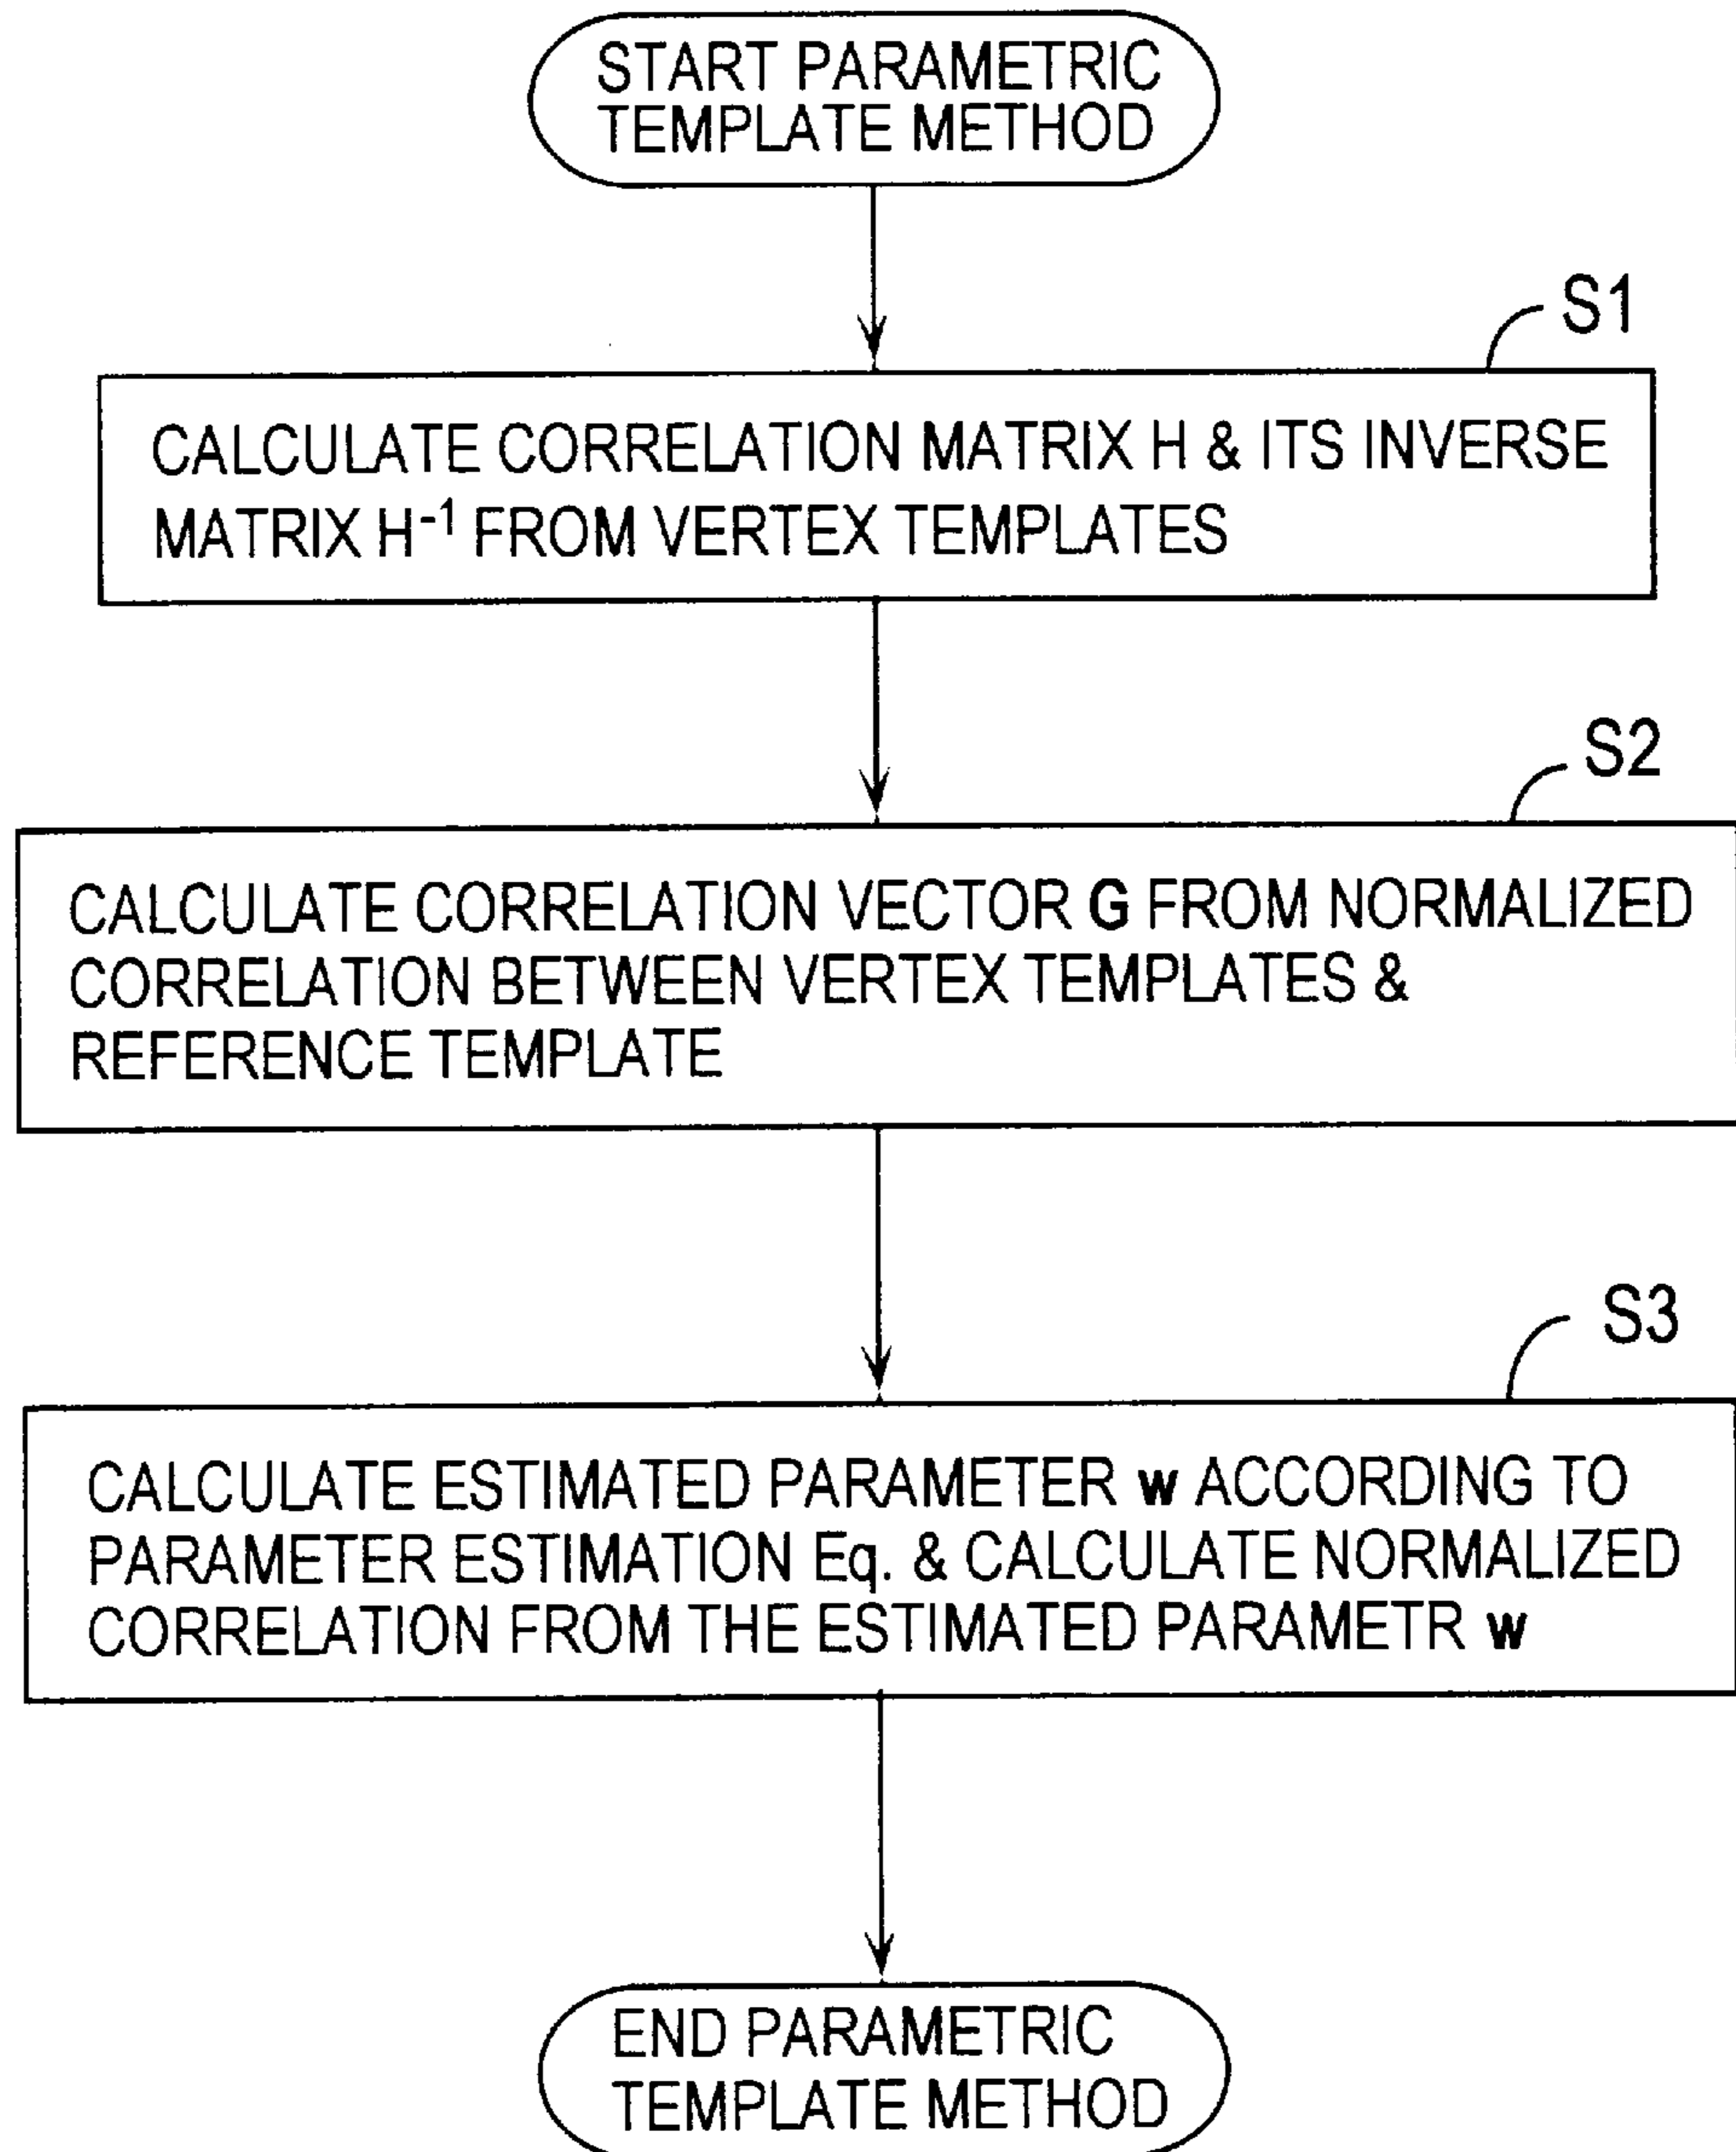 START PARAMETRIC
TEMPLATE METHOD
S1
CALCULATE CORRELATION MATRIX H & ITS INVERSE
MATRIX H⁻¹ FROM VERTEX TEMPLATES
S2
CALCULATE CORRELATION VECTOR G FROM NORMALIZED
CORRELATION BETWEEN VERTEX TEMPLATES &
REFERENCE TEMPLATE
S3
CALCULATE ESTIMATED PARAMETER w ACCORDING TO
PARAMETER ESTIMATION Eq. & CALCULATE NORMALIZED
CORRELATION FROM THE ESTIMATED PARAMETR w
END PARAMETRIC
TEMPLATE METHOD